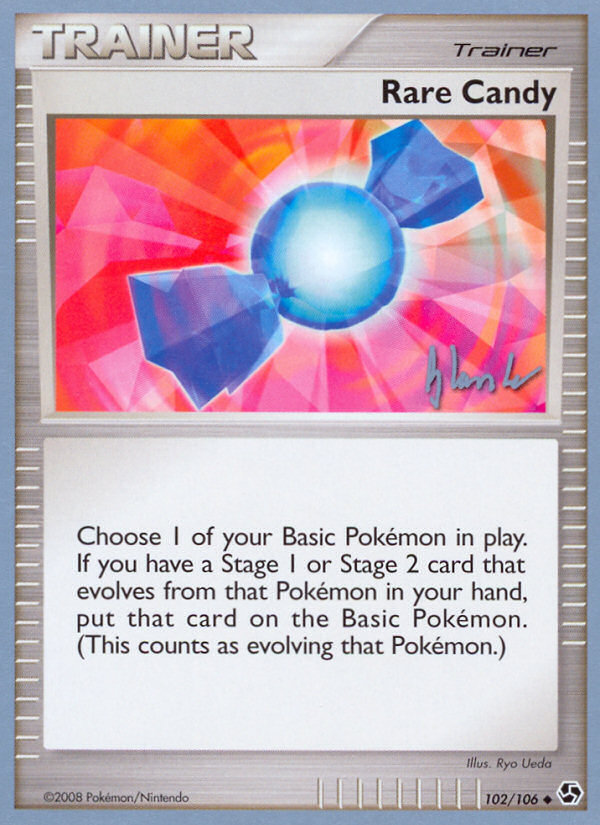 TRAINER
Trainer
Rare Candy
Choose 1 of your Basic Pokémon in play.
If you have a Stage 1 or Stage 2 card that
evolves from that Pokémon in your hand,
put that card on the Basic Pokémon.
(This counts as evolving that Pokémon.)
Illus. Ryo Ueda
©2008 Pokémon/Nintendo
102/106